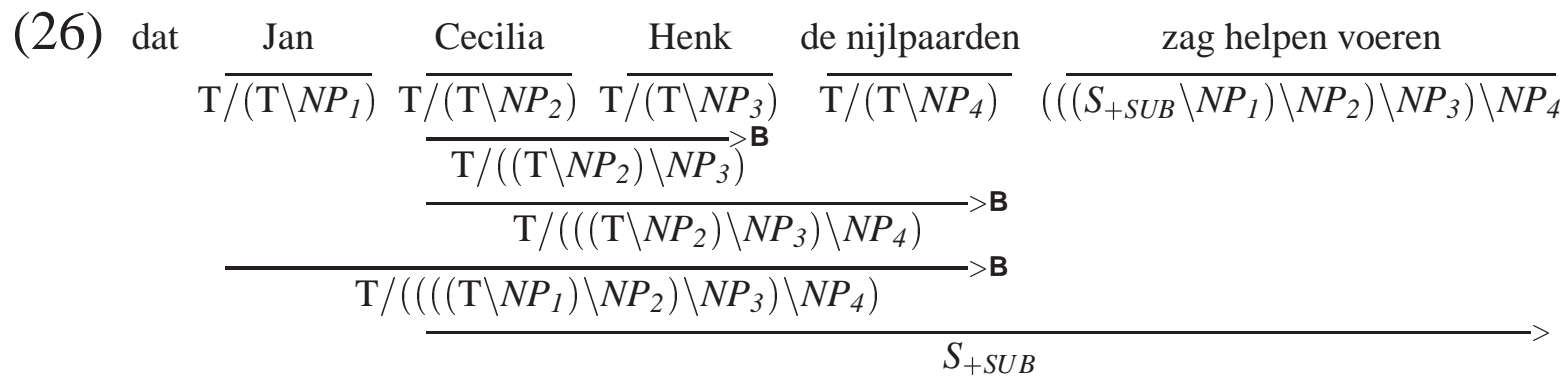 (26) dat Jan Cecilia Henk de nijlpaarden zag helpen voeren
T/(T\NP₁) T/(T\NP₂) T/(T\NP₃) T/(T\NP₄) (((S₊SUB\NP₁)\NP₂)\NP₃)\NP₄
>B
T/((T\NP₂)\NP₃)
>B
T/(((T\NP₂)\NP₃)\NP₄)
>B
T/((((T\NP₁)\NP₂)\NP₃)\NP₄)
>
S₊SUB